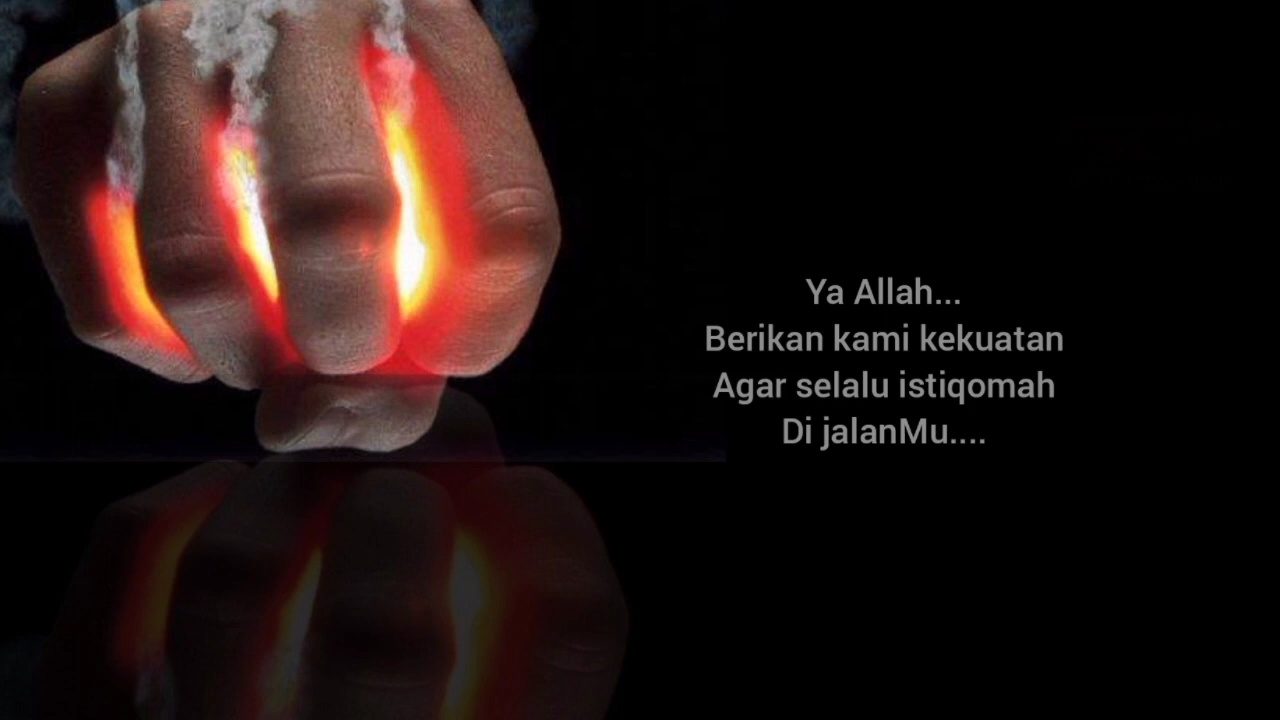 Ya Allah...
Berikan kami kekuatan
Agar selalu istiqomah
Di jalanMu....